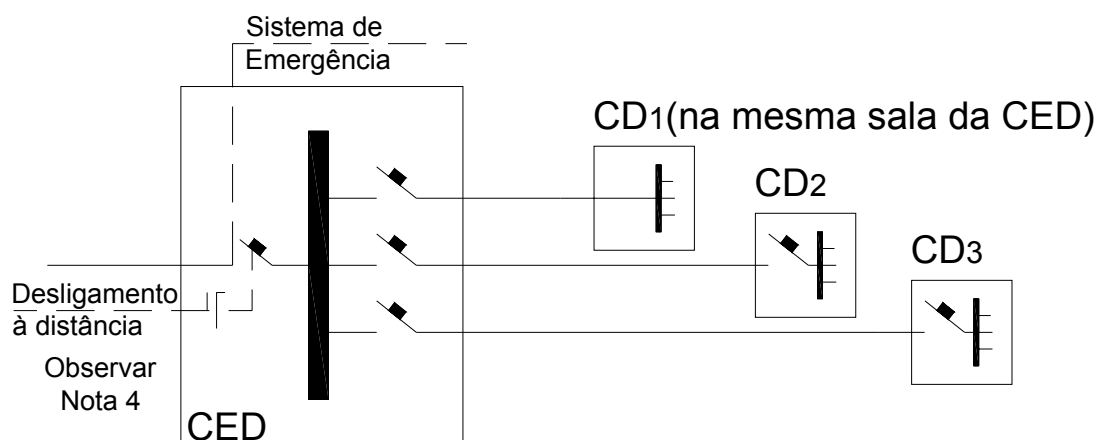 Sistema de
Emergência
CD1(na mesma sala da CED)
CD2
CD3
Desligamento
à distância
Observar
Nota 4
CED